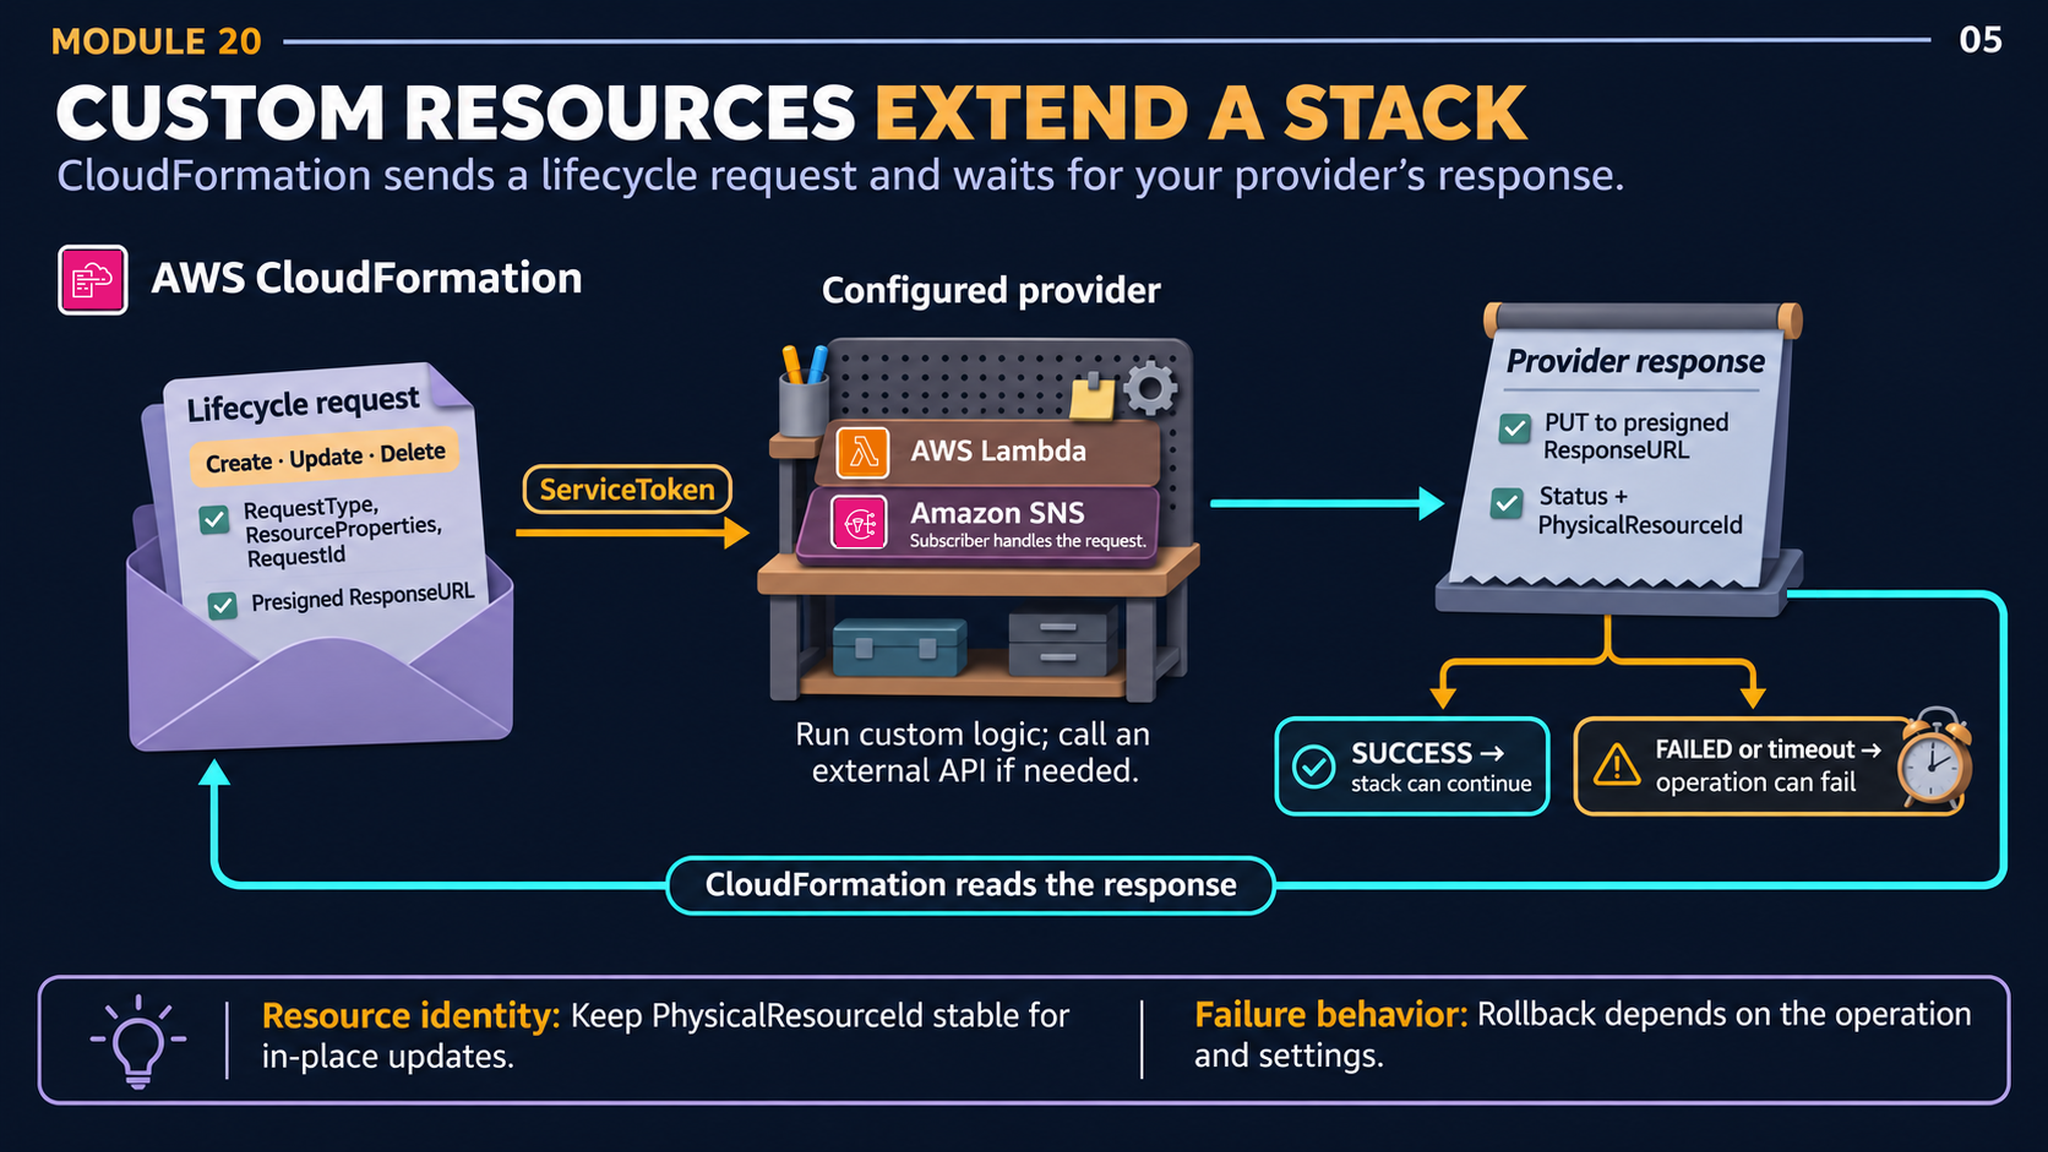 MODULE 20
05
CUSTOM RESOURCES EXTEND A STACK
CloudFormation sends a lifecycle request and waits for your provider's response.
AWS CloudFormation
Lifecycle request
Create · Update · Delete
RequestType,
ResourceProperties,
RequestId
Presigned ResponseURL
ServiceToken
Configured provider
AWS Lambda
Amazon SNS
Subscriber handles the request.
Run custom logic; call an
external API if needed.
Provider response
PUT to presigned
ResponseURL
Status +
PhysicalResourceId
SUCCESS →
stack can continue
FAILED or timeout →
operation can fail
CloudFormation reads the response
Resource identity: Keep PhysicalResourceId stable for
in-place updates.
Failure behavior: Rollback depends on the operation
and settings.